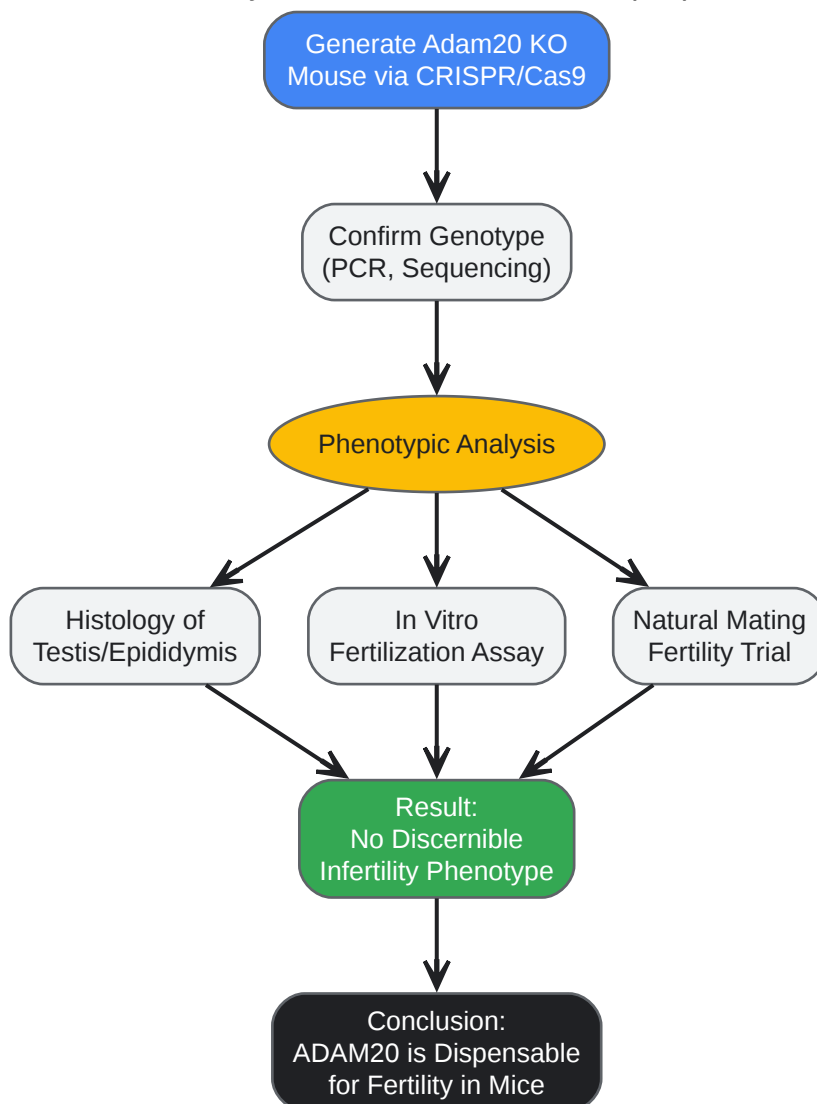 Generate Adam20 KO
Mouse via CRISPR/Cas9
Confirm Genotype
(PCR, Sequencing)
Phenotypic Analysis
Histology of
Testis/Epididymis
In Vitro
Fertilization Assay
Natural Mating
Fertility Trial
Result:
No Discernible
Infertility Phenotype
Conclusion:
ADAM20 is Dispensable
for Fertility in Mice